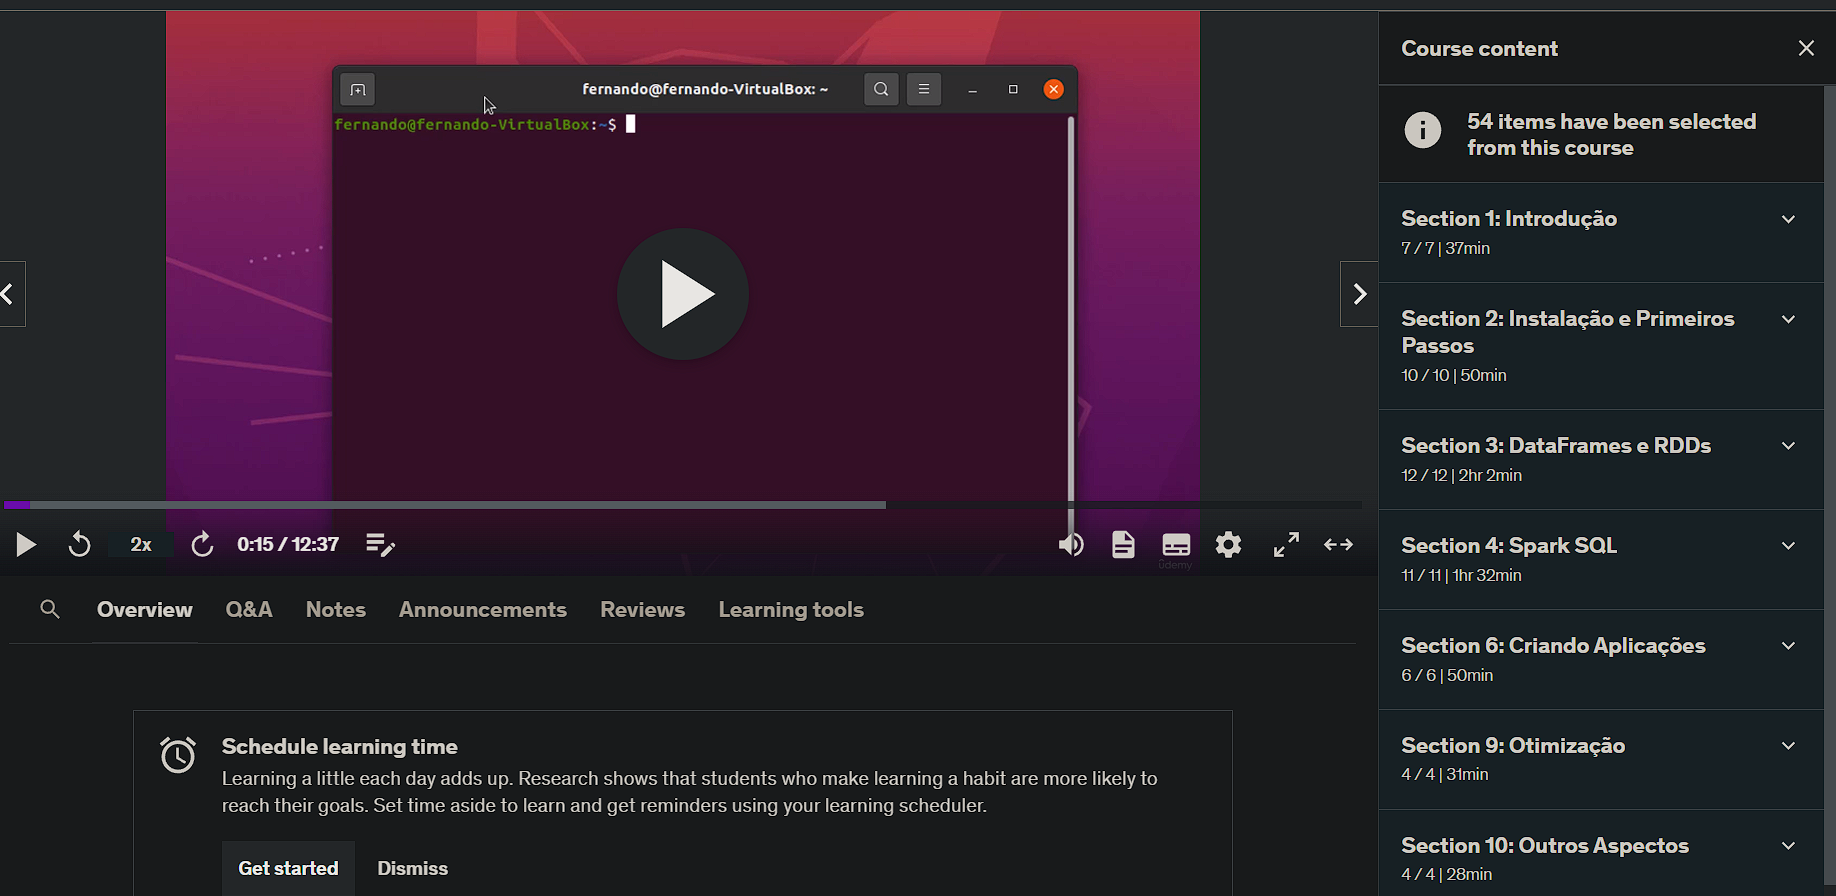 fernando@fernando-VirtualBox: ~
fernando@fernando-VirtualBox:~$
2x
0:15 / 12:37
ûdemy
Overview
Q&A
Notes
Announcements
Reviews
Learning tools
Schedule learning time
Learning a little each day adds up. Research shows that students who make learning a habit are more likely to
reach their goals. Set time aside to learn and get reminders using your learning scheduler.
Get started
Dismiss
Course content
54 items have been selected
from this course
Section 1: Introdução
7 / 7 | 37min
Section 2: Instalação e Primeiros
Passos
10 / 10 | 50min
Section 3: DataFrames e RDDs
12 / 12 | 2hr 2min
Section 4: Spark SQL
11 / 11 | 1hr 32min
Section 6: Criando Aplicações
6 / 6 | 50min
Section 9: Otimização
4 / 4 | 31min
Section 10: Outros Aspectos
4 / 4 | 28min